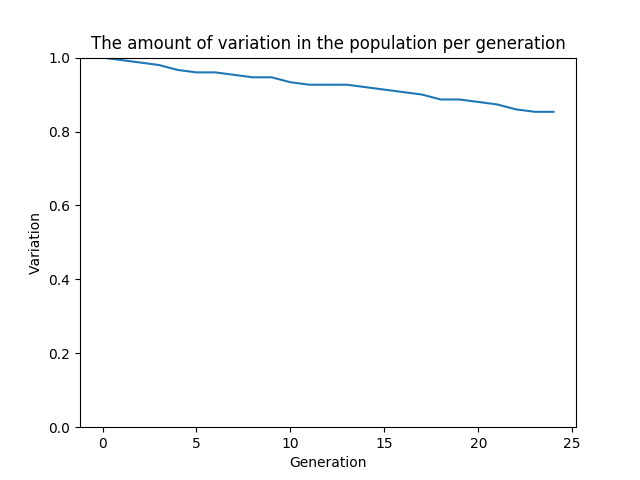 The amount of variation in the population per generation
1.0
0.8
0.6
0.4
0.2
0.0
Variation
0 5 10 15 20 25
Generation